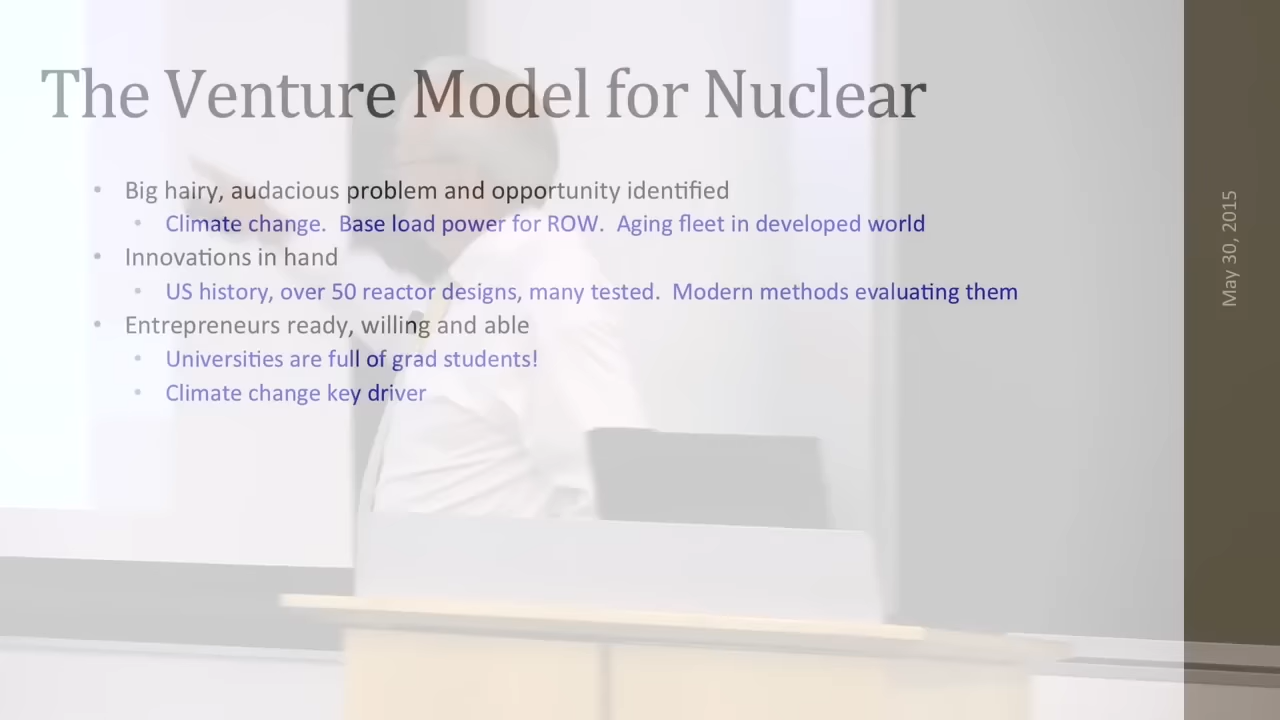 The Venture Model for Nuclear
• Big hairy, audacious problem and opportunity identified
• Climate change.  Base load power for ROW.  Aging fleet in developed world
• Innovations in hand
• US history, over 50 reactor designs, many tested.  Modern methods evaluating them
• Entrepreneurs ready, willing and able
• Universities are full of grad students!
• Climate change key driver
May 30, 2015